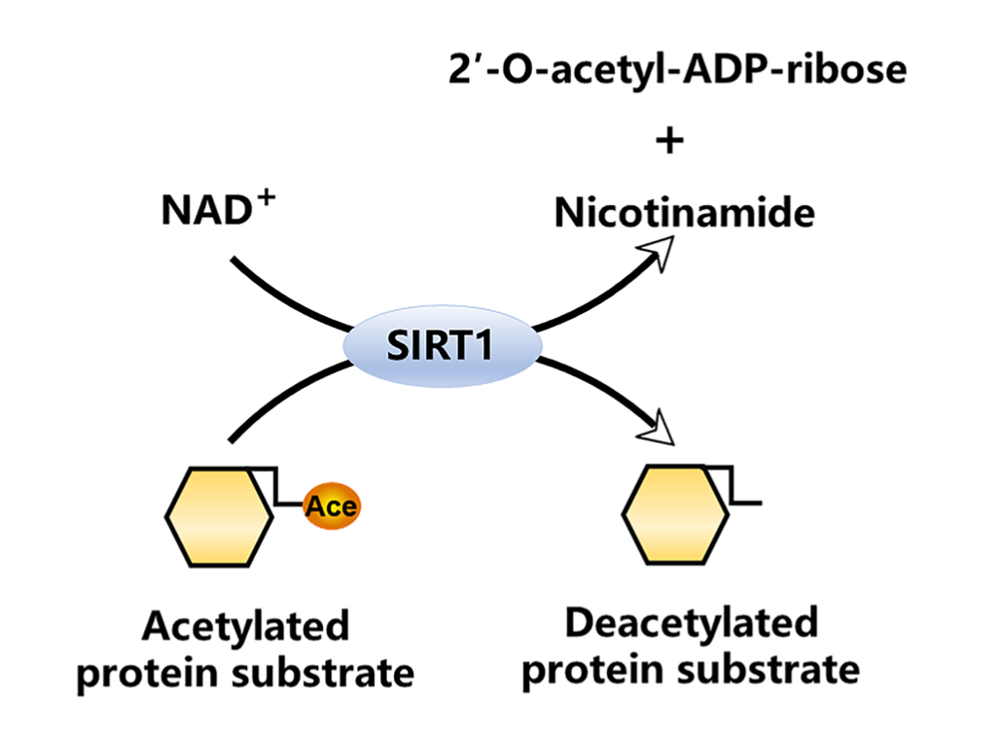 2′-O-acetyl-ADP-ribose
+
NAD⁺
Nicotinamide
SIRT1
Ace
Acetylated
protein substrate
Deacetylated
protein substrate